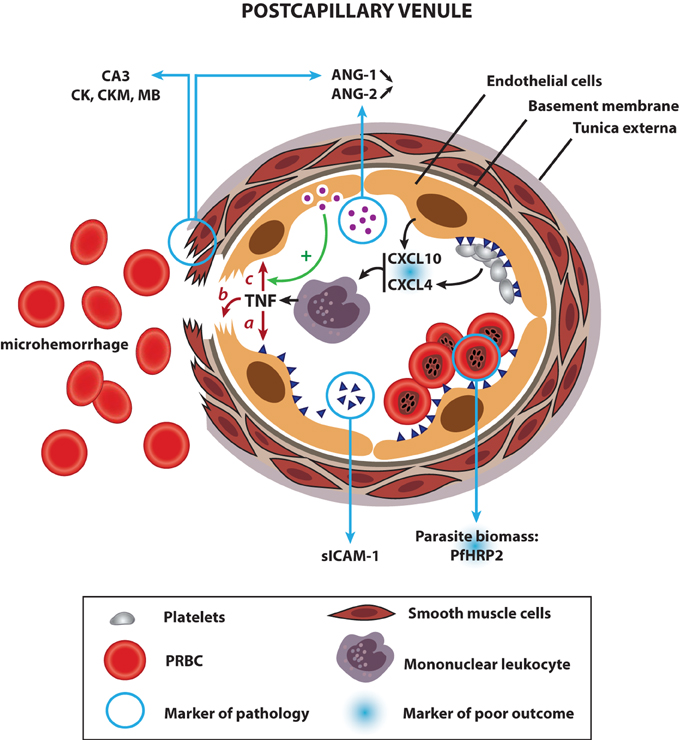 POSTCAPILLARY VENULE
CA3
CK, CKM, MB
ANG-1
ANG-2
Endothelial cells
Basement membrane
Tunica externa
+
CXCL10
CXCL4
c
b
TNF
a
microhemorrhage
sICAM-1
Parasite biomass:
PfHRP2
Platelets
Smooth muscle cells
PRBC
Mononuclear leukocyte
Marker of pathology
Marker of poor outcome